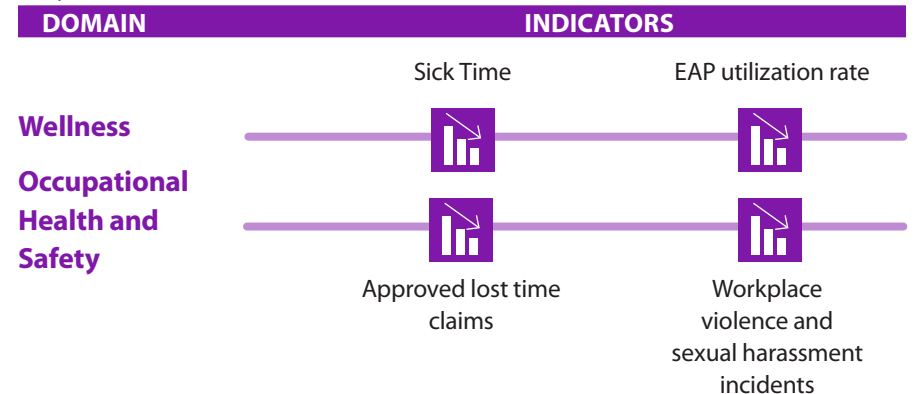 DOMAIN INDICATORS
Sick Time EAP utilization rate
Wellness
Occupational
Health and
Safety
Approved lost time
claims
Workplace
violence and
sexual harassment
incidents